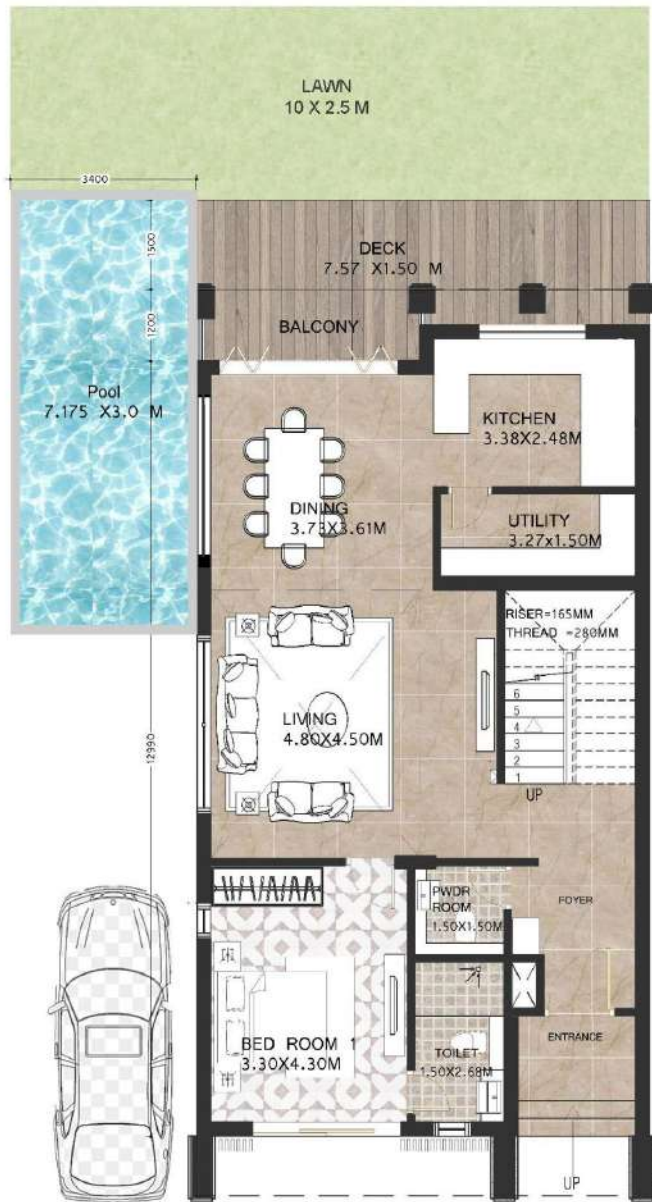 LAWN
10 X 2.5 M
3400
1500
DECK
7.57 X1.50 M
1200
BALCONY
Pool
7.175 X3.0 M
KITCHEN
3.38X2.48M
DINING
3.73X3.61M
UTILITY
3.27x1.50M
RISER=165MM
THREAD =280MM
6
5
4
3
2
1
UP
LIVING
4.80X4.50M
12990
PWDR
ROOM
1.50X1.50M
FOYER
BED ROOM 1
3.30X4.30M
TOILET
1.50X2.68M
ENTRANCE
UP